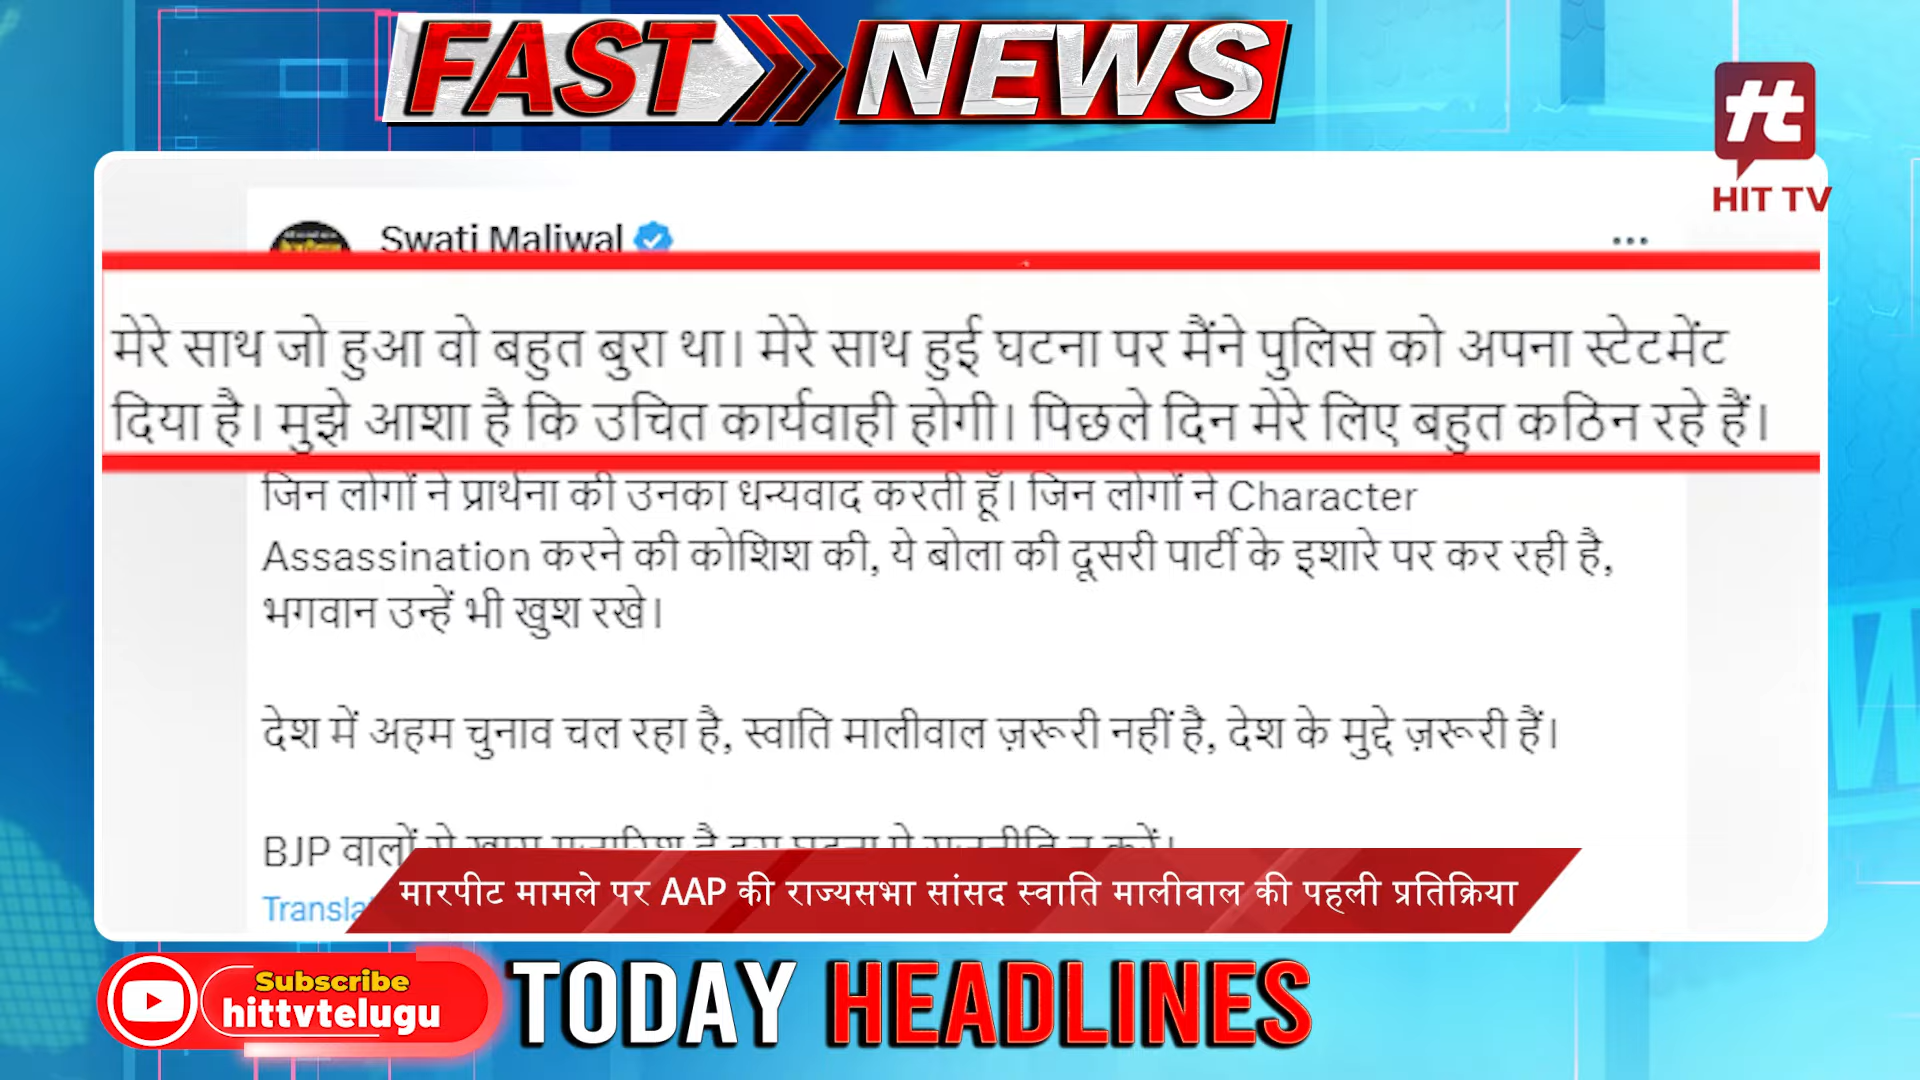 FAST NEWS
HIT TV
Swati Maliwal
मेरे साथ जो हुआ वो बहुत बुरा था। मेरे साथ हुई घटना पर मैंने पुलिस को अपना स्टेटमेंट
दिया है। मुझे आशा है कि उचित कार्यवाही होगी। पिछले दिन मेरे लिए बहुत कठिन रहे हैं।
जिन लोगों ने प्रार्थना की उनका धन्यवाद करती हूँ। जिन लोगों ने Character
Assassination करने की कोशिश की, ये बोला की दूसरी पार्टी के इशारे पर कर रही है,
भगवान उन्हें भी खुश रखे।
देश में अहम चुनाव चल रहा है, स्वाति मालीवाल ज़रूरी नहीं है, देश के मुद्दे ज़रूरी हैं।
BJP वालों
मारपीट मामले पर AAP की राज्यसभा सांसद स्वाति मालीवाल की पहली प्रतिक्रिया
Subscribe
hittvtelugu
TODAY HEADLINES